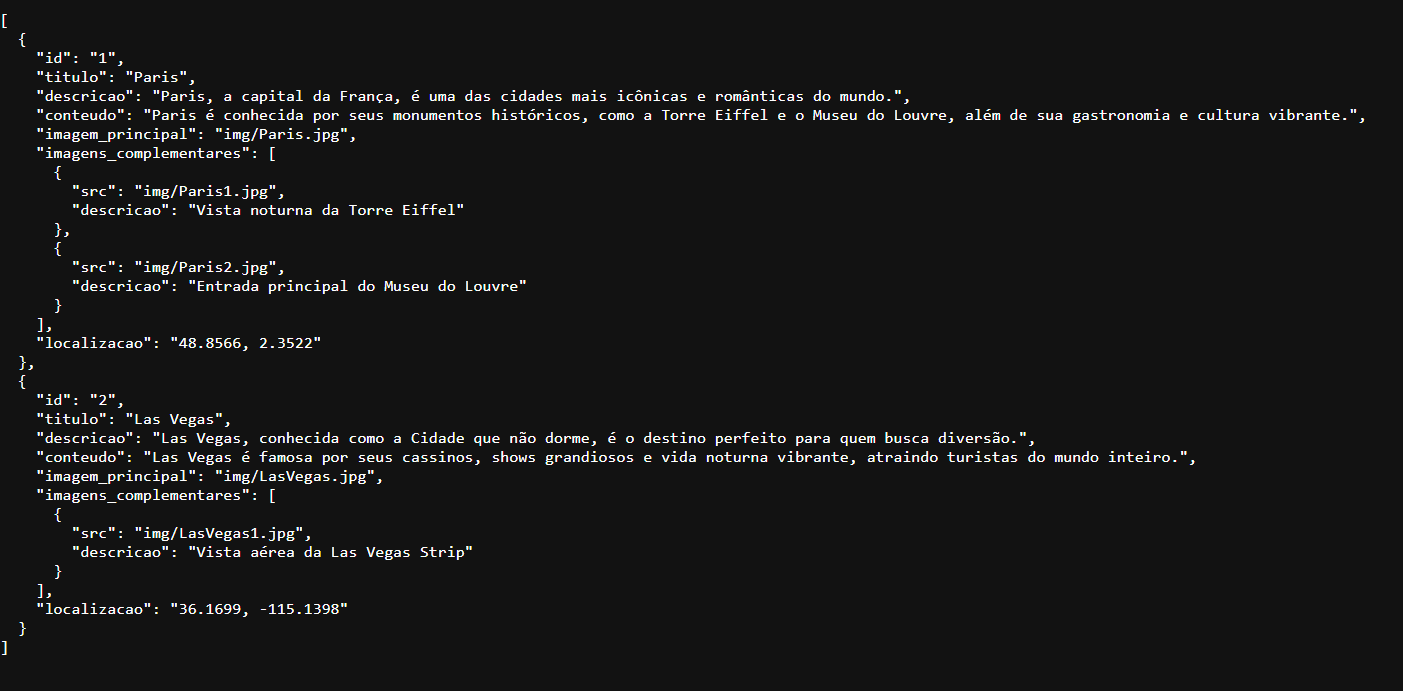 [
  {
    "id": "1",
    "titulo": "Paris",
    "descricao": "Paris, a capital da França, é uma das cidades mais icônicas e românticas do mundo.",
    "conteudo": "Paris é conhecida por seus monumentos históricos, como a Torre Eiffel e o Museu do Louvre, além de sua gastronomia e cultura vibrante.",
    "imagem_principal": "img/Paris.jpg",
    "imagens_complementares": [
      {
        "src": "img/Paris1.jpg",
        "descricao": "Vista noturna da Torre Eiffel"
      },
      {
        "src": "img/Paris2.jpg",
        "descricao": "Entrada principal do Museu do Louvre"
      }
    ],
    "localizacao": "48.8566, 2.3522"
  },
  {
    "id": "2",
    "titulo": "Las Vegas",
    "descricao": "Las Vegas, conhecida como a Cidade que não dorme, é o destino perfeito para quem busca diversão.",
    "conteudo": "Las Vegas é famosa por seus cassinos, shows grandiosos e vida noturna vibrante, atraindo turistas do mundo inteiro.",
    "imagem_principal": "img/LasVegas.jpg",
    "imagens_complementares": [
      {
        "src": "img/LasVegas1.jpg",
        "descricao": "Vista aérea da Las Vegas Strip"
      }
    ],
    "localizacao": "36.1699, -115.1398"
  }
]